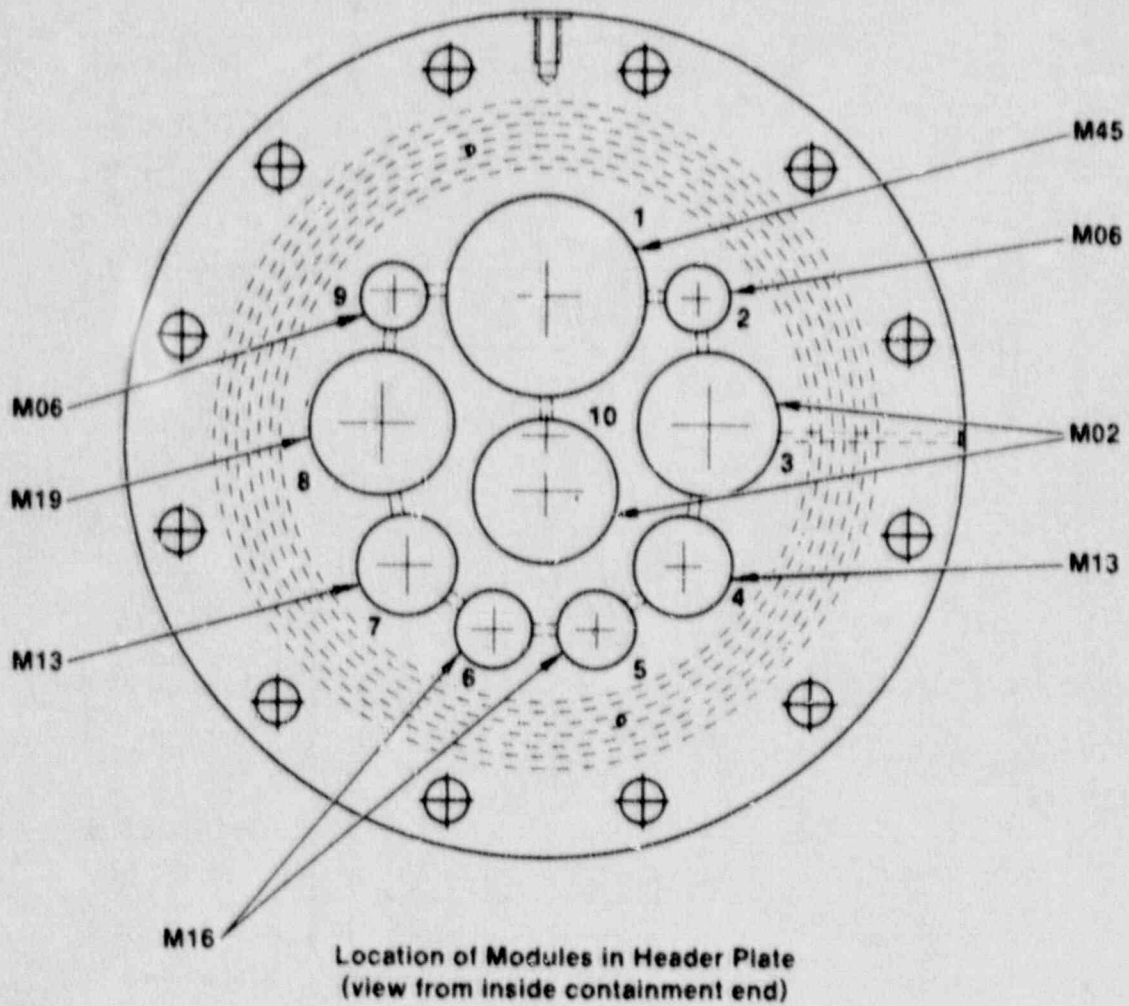 M45
1
M06
9
2
M06
10
M02
3
8
M19
M13
4
7
M13
6
5
M16
Location of Modules in Header Plate
(view from inside containment end)